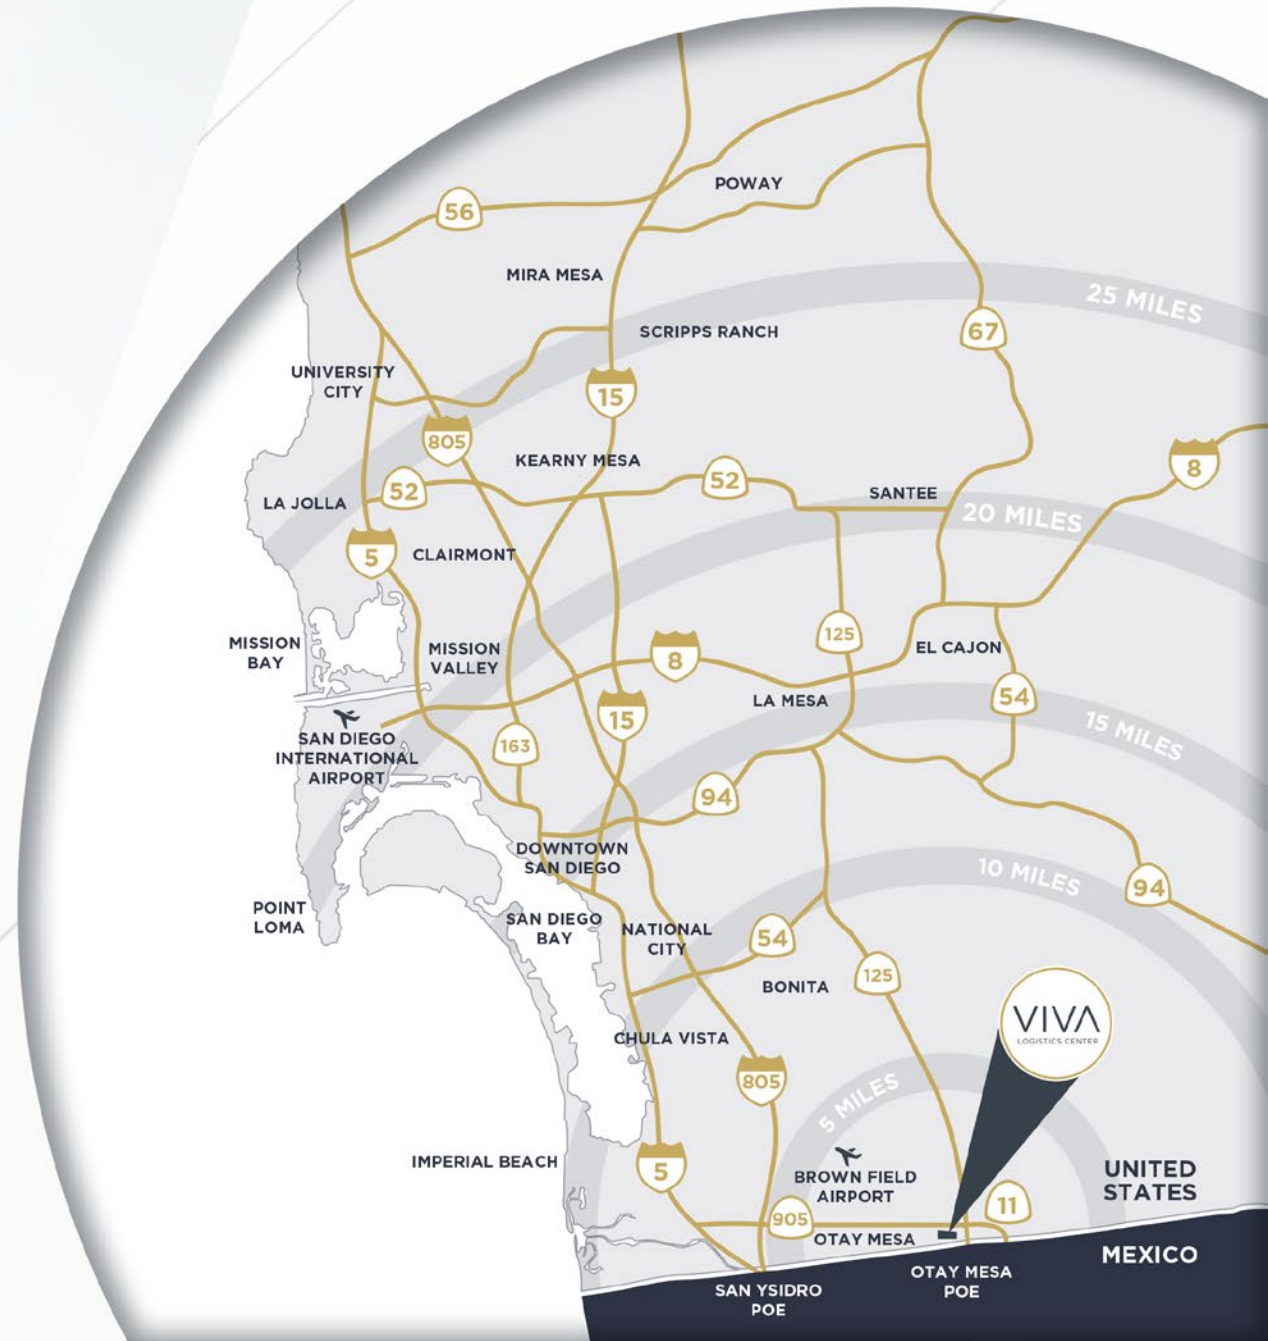 POWAY
56
MIRA MESA
25 MILES
SCRIPPS RANCH
67
UNIVERSITY
CITY
15
805
KEARNY MESA
8
52
52
SANTEE
LA JOLLA
20 MILES
5
CLAIRMONT
125
MISSION
BAY
MISSION
VALLEY
8
EL CAJON
LA MESA
54
15
15 MILES
SAN DIEGO
INTERNATIONAL
AIRPORT
163
94
DOWNTOWN
SAN DIEGO
10 MILES
94
POINT
LOMA
SAN DIEGO
BAY
NATIONAL
CITY
54
BONITA
125
VIVA
LOGISTICS CENTER
CHULA VISTA
805
5 MILES
IMPERIAL BEACH
5
BROWN FIELD
AIRPORT
UNITED
STATES
11
905
OTAY MESA
MEXICO
OTAY MESA
POE
SAN YSIDRO
POE